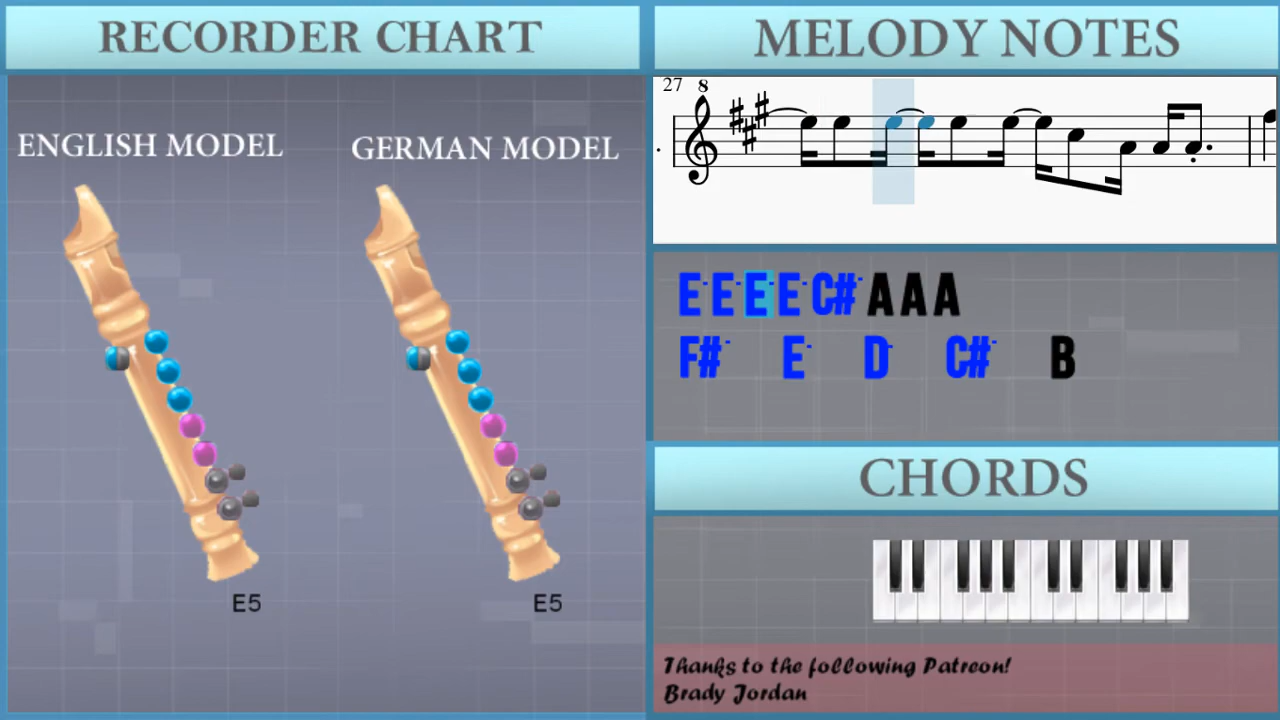 RECORDER CHART
ENGLISH MODEL
GERMAN MODEL
E5
E5
MELODY NOTES
27 8
E- E- E- E- C#- A A A
F#- E- D- C#- B
CHORDS
Thanks to the following Patreon!
Brady Jordan